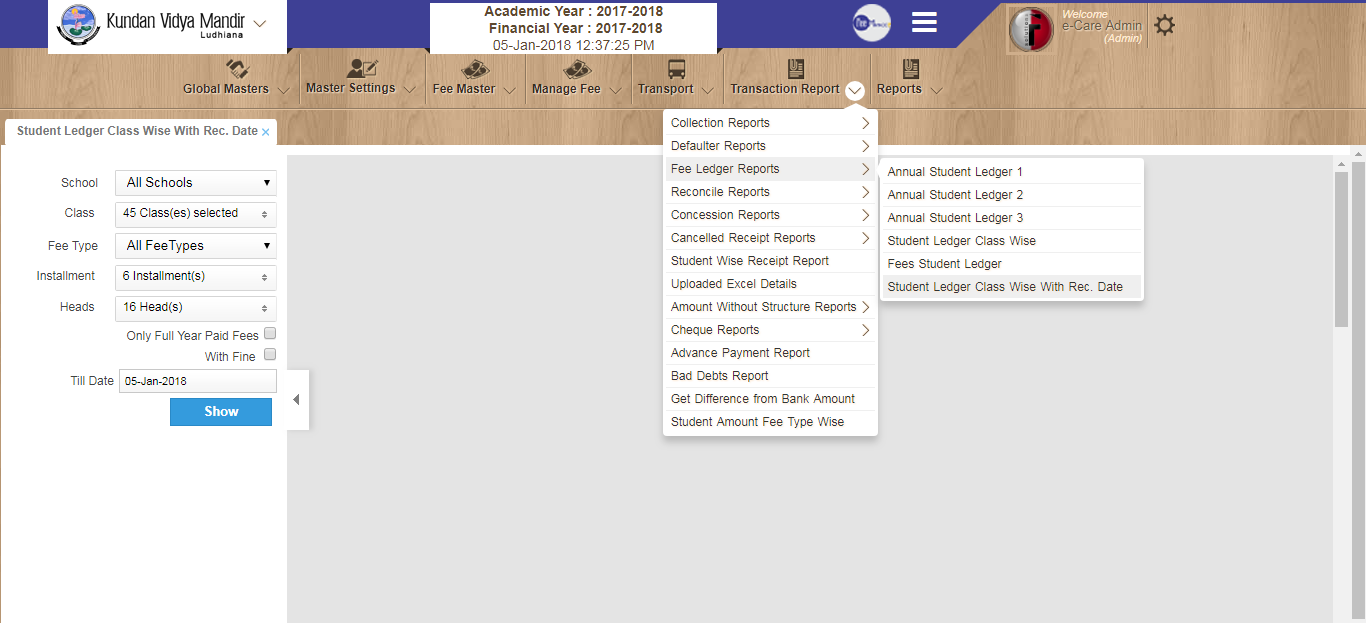 Kundan Vidya Mandir
Ludhiana
Academic Year : 2017-2018
Financial Year : 2017-2018
05-Jan-2018 12:37:25 PM
Welcome
e-Care Admin
(Admin)
Global Masters
Master Settings
Fee Master
Manage Fee
Transport
Transaction Report
Reports
Student Ledger Class Wise With Rec. Date ×
School
All Schools
Class
45 Class(es) selected
Fee Type
All FeeTypes
Installment
6 Installment(s)
Heads
16 Head(s)
Only Full Year Paid Fees
With Fine
Till Date
05-Jan-2018
Show
Collection Reports
Defaulter Reports
Fee Ledger Reports
Reconcile Reports
Concession Reports
Cancelled Receipt Reports
Student Wise Receipt Report
Uploaded Excel Details
Amount Without Structure Reports
Cheque Reports
Advance Payment Report
Bad Debts Report
Get Difference from Bank Amount
Student Amount Fee Type Wise
Annual Student Ledger 1
Annual Student Ledger 2
Annual Student Ledger 3
Student Ledger Class Wise
Fees Student Ledger
Student Ledger Class Wise With Rec. Date